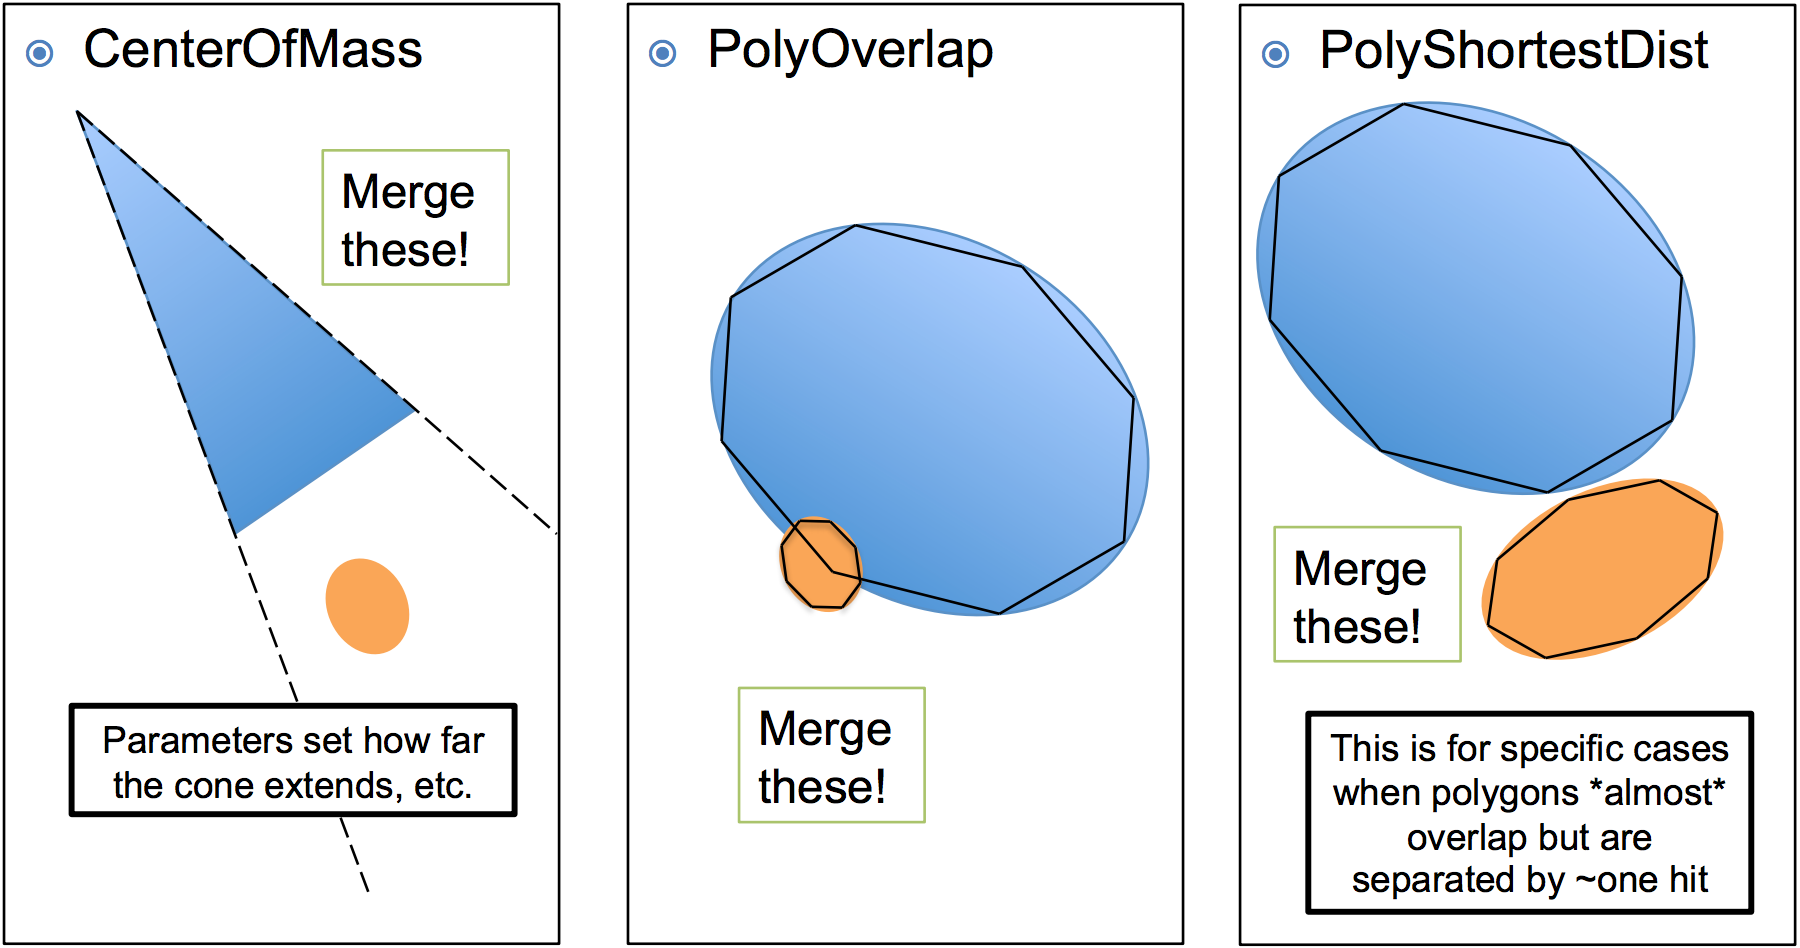 CenterOfMass
Merge
these!
Parameters set how far
the cone extends, etc.
PolyOverlap
Merge
these!
PolyShortestDist
Merge
these!
This is for specific cases
when polygons *almost*
overlap but are
separated by ~one hit